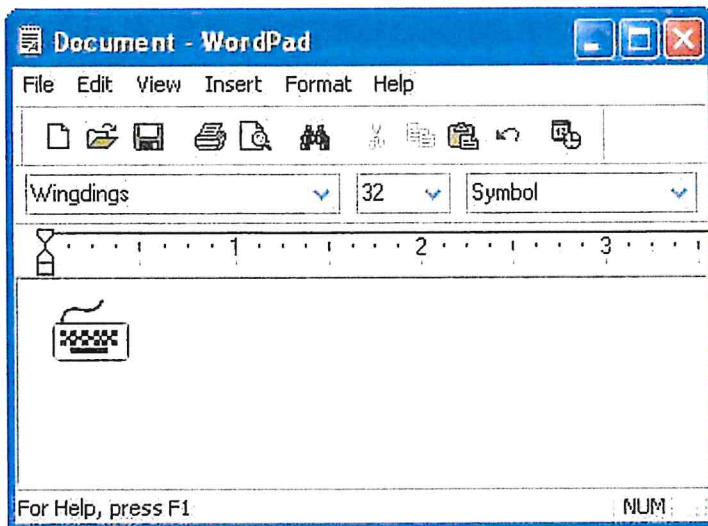 Document - WordPad
File Edit View Insert Format Help
Wingdings 32 Symbol
1 2 3
For Help, press F1 NUM